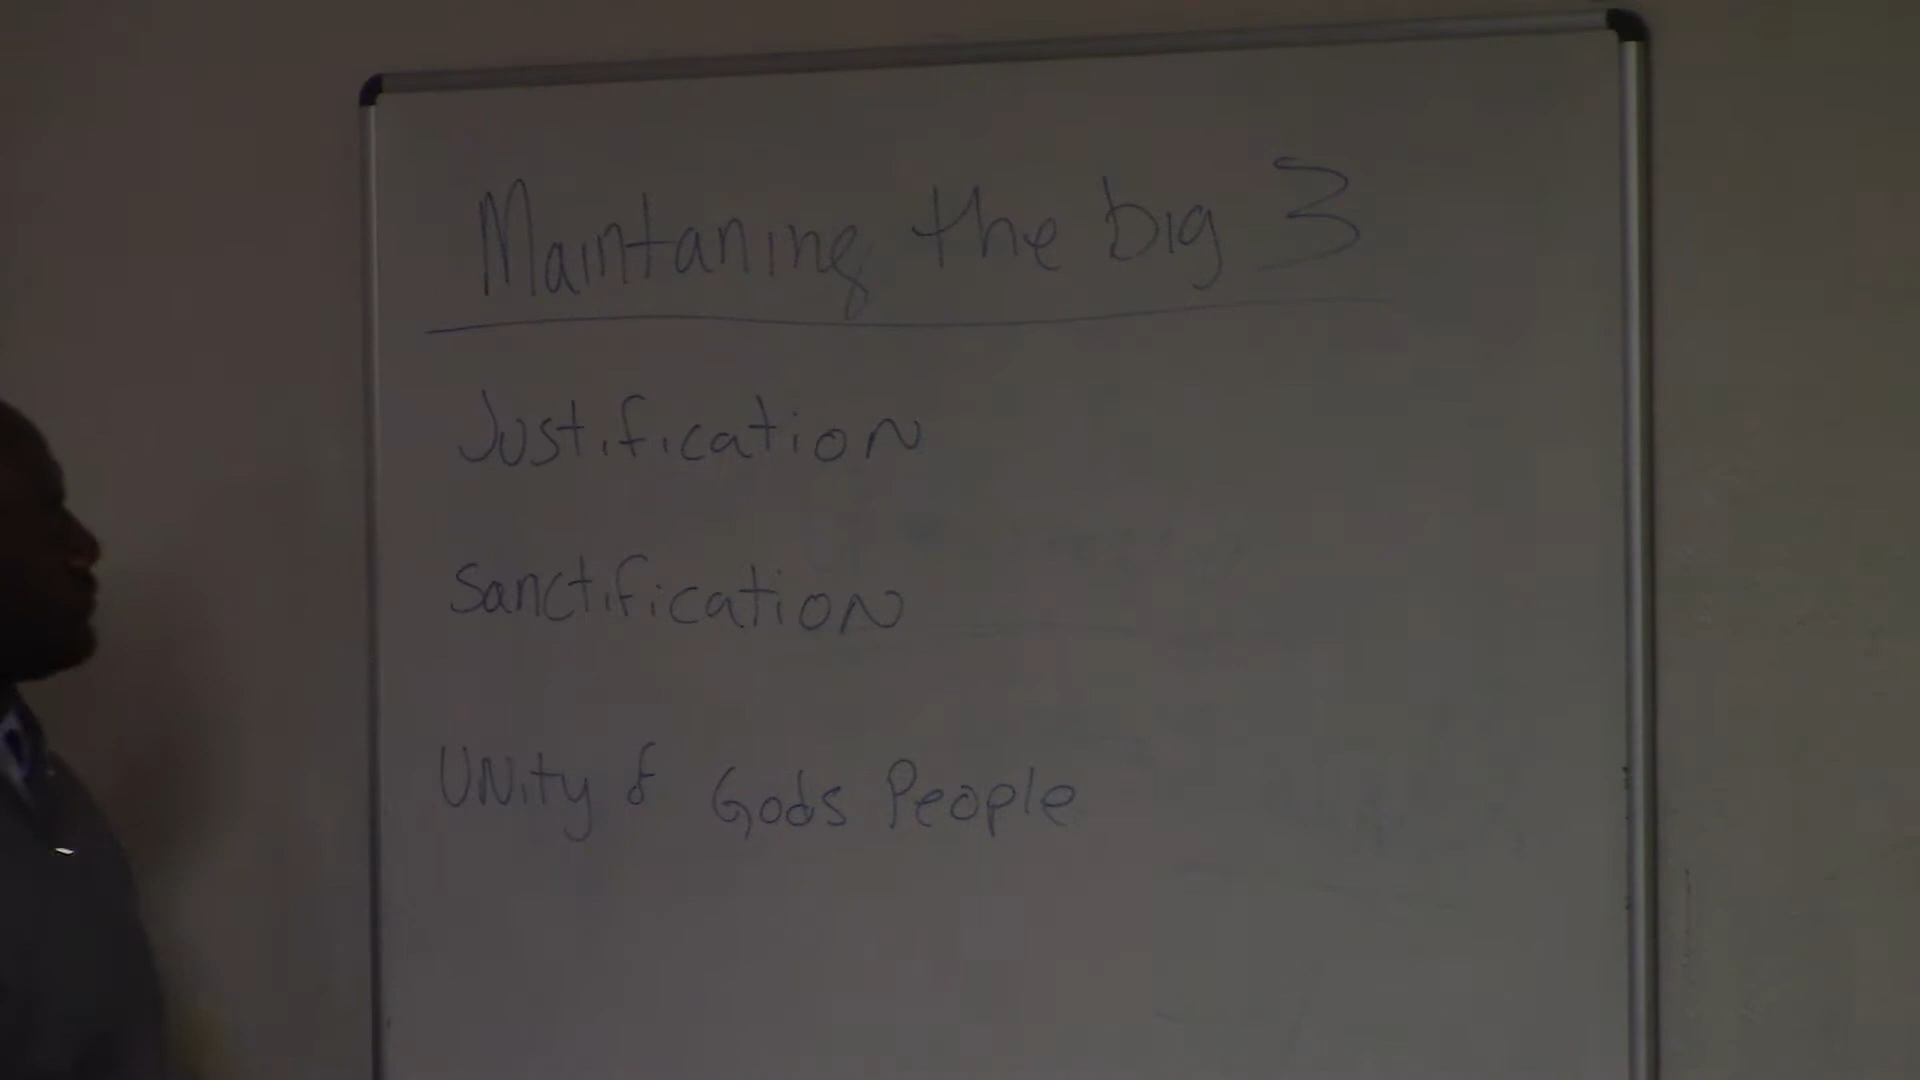 Maintaning the big 3
Justification
Sanctification
Unity of Gods People